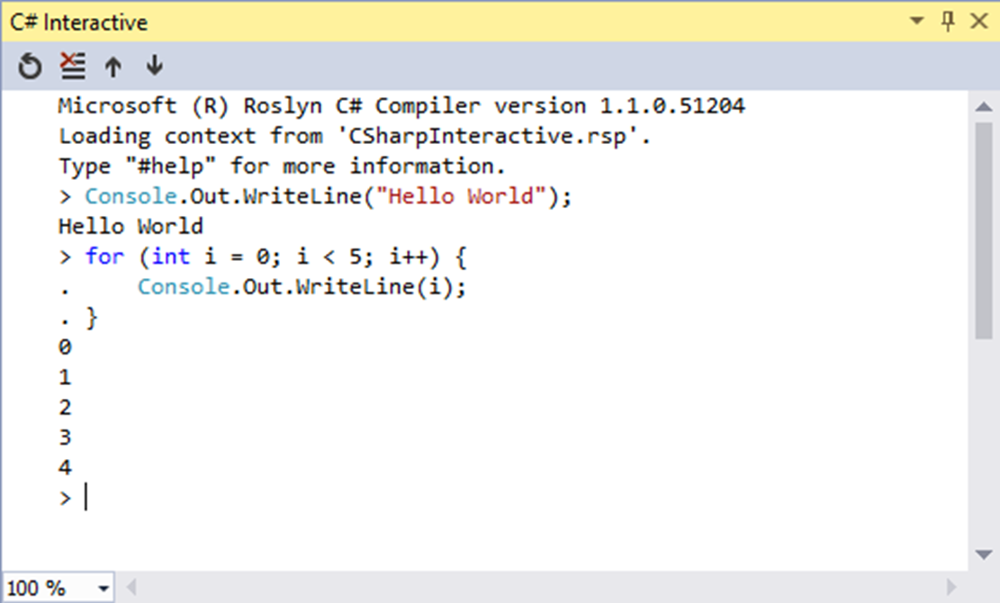 C# Interactive
Microsoft (R) Roslyn C# Compiler version 1.1.0.51204
Loading context from 'CSharpInteractive.rsp'.
Type "#help" for more information.
> Console.Out.WriteLine("Hello World");
Hello World
> for (int i = 0; i < 5; i++) {
.     Console.Out.WriteLine(i);
. }
0
1
2
3
4
>
100 %